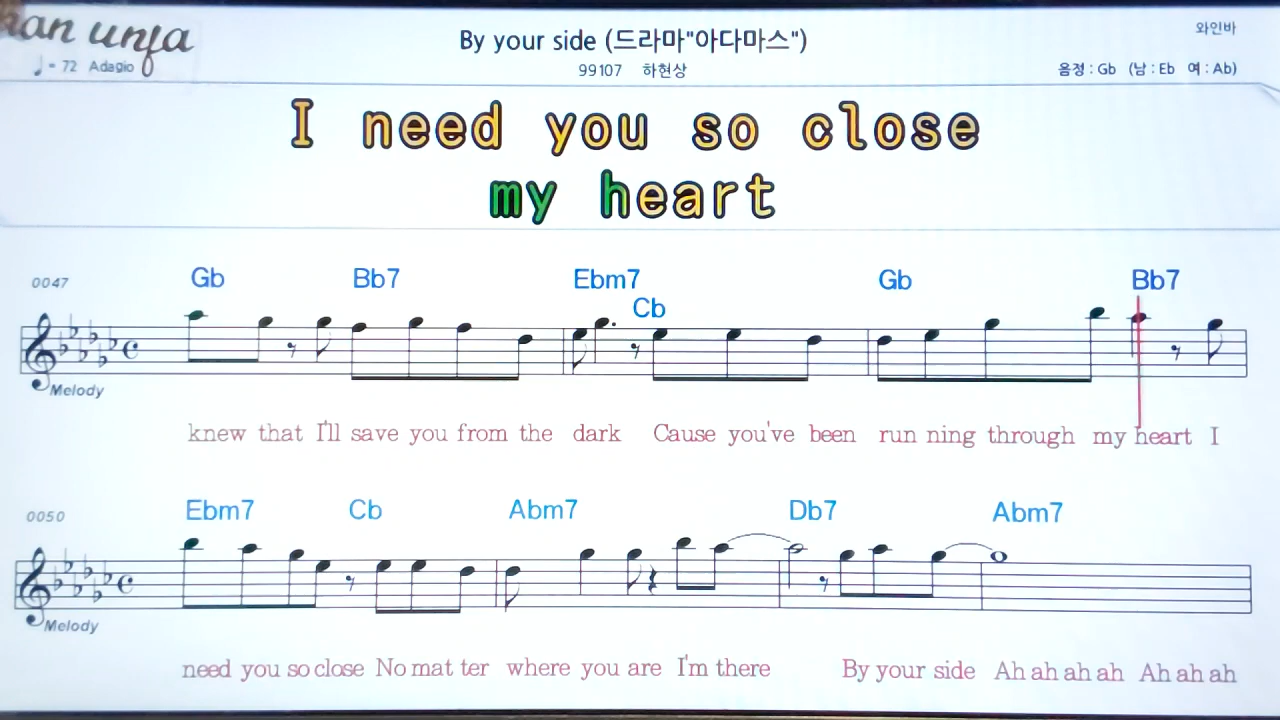 By your side (드라마"아다마스")
와인바
♩= 72 Adagio
99107 하현상
음정 : Gb (남 : Eb 여 : Ab)
I need you so close
my heart
0047 Gb Bb7 Ebm7 Cb Gb Bb7
Melody
knew that I'll save you from the dark Cause you've been run ning through my heart I
0050 Ebm7 Cb Abm7 Db7 Abm7
Melody
need you so close No mat ter where you are I'm there By your side Ah ah ah ah Ah ah ah